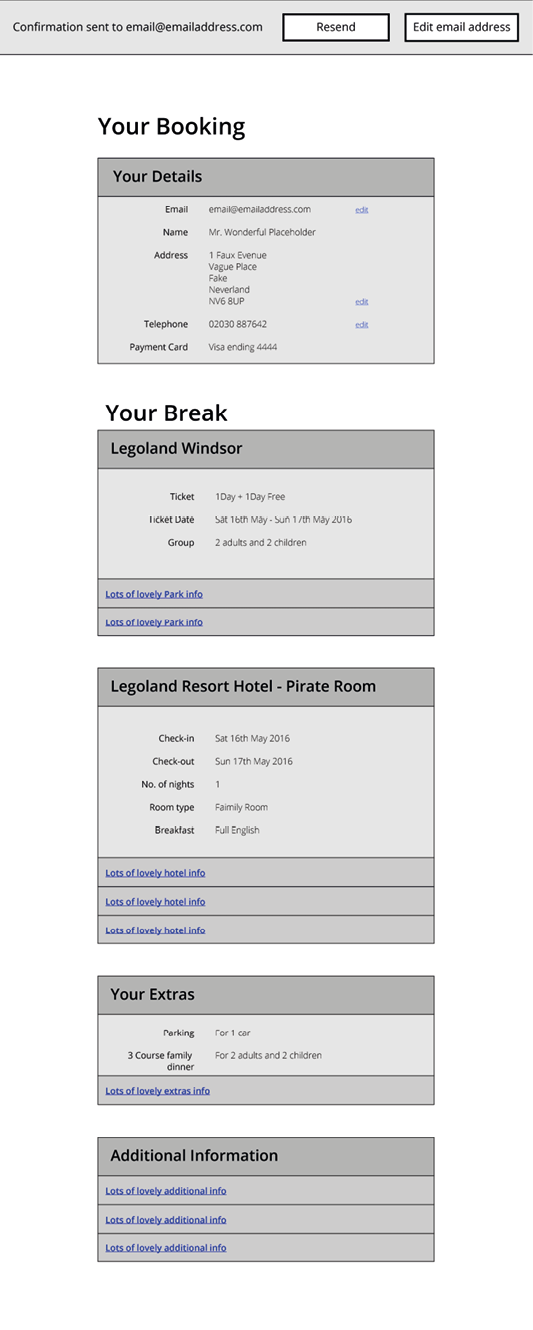 Confirmation sent to email@emailaddress.com Resend Edit email address
Your Booking
Your Details
Email email@emailaddress.com edit
Name Mr. Wonderful Placeholder
Address 1 Faux Evenue
Vague Place
Fake
Neverland
NV6 8UP edit
Telephone 02030 887642 edit
Payment Card Visa ending 4444
Your Break
Legoland Windsor
Ticket 1Day + 1Day Free
Ticket Date Sat 16th May - Sun 17th May 2016
Group 2 adults and 2 children
Lots of lovely Park info
Lots of lovely Park info
Legoland Resort Hotel - Pirate Room
Check-in Sat 16th May 2016
Check-out Sun 17th May 2016
No. of nights 1
Room type Faimily Room
Breakfast Full English
Lots of lovely hotel info
Lots of lovely hotel info
Lots of lovely hotel info
Your Extras
Parking For 1 car
3 Course family For 2 adults and 2 children
dinner
Lots of lovely extras info
Additional Information
Lots of lovely additional info
Lots of lovely additional info
Lots of lovely additional info